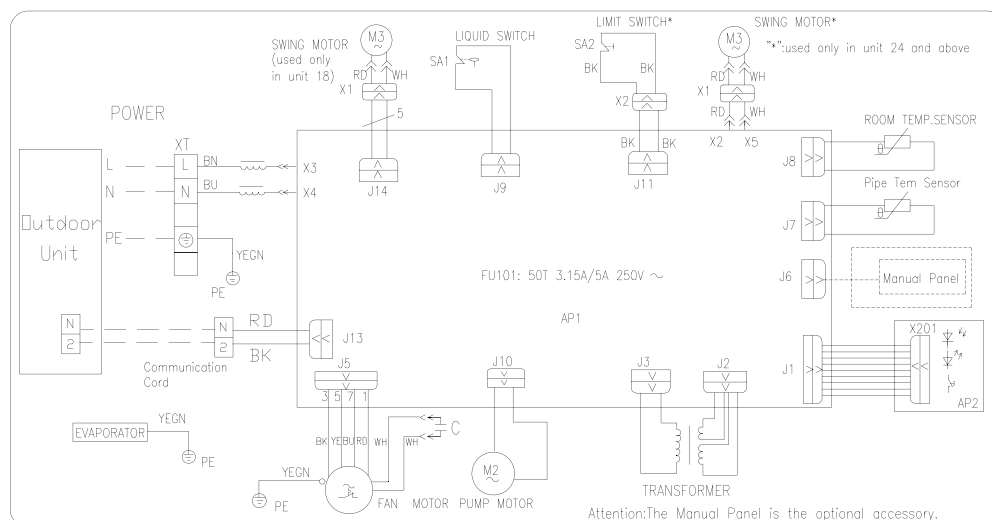 SWING MOTOR
(used only
in unit 18)
M3
~
RD
WH
X1
5
J14
LIQUID SWITCH
SA1
J9
LIMIT SWITCH*
SA2
BK
BK
X2
BK
BK
J11
SWING MOTOR*
M3
~
"*":used only in unit 24 and above
RD
WH
X1
RD
WH
X2
X5
POWER
XT
L
L
BN
X3
N
N
BU
X4
Outdoor
Unit
PE
YEGN
PE
ROOM TEMP.SENSOR
J8
θ
Pipe Tem Sensor
J7
θ
J6
Manual Panel
FU101: 50T 3.15A/5A 250V ~
AP1
N
2
N
2
RD
BK
J13
Communication
Cord
J5
3 5 7 1
BK YE BU RD WH
WH
C
J10
J3
J2
J1
X201
AP2
EVAPORATOR
YEGN
PE
YEGN
PE
FAN MOTOR
M2
PUMP MOTOR
TRANSFORMER
Attention:The Manual Panel is the optional accessory.